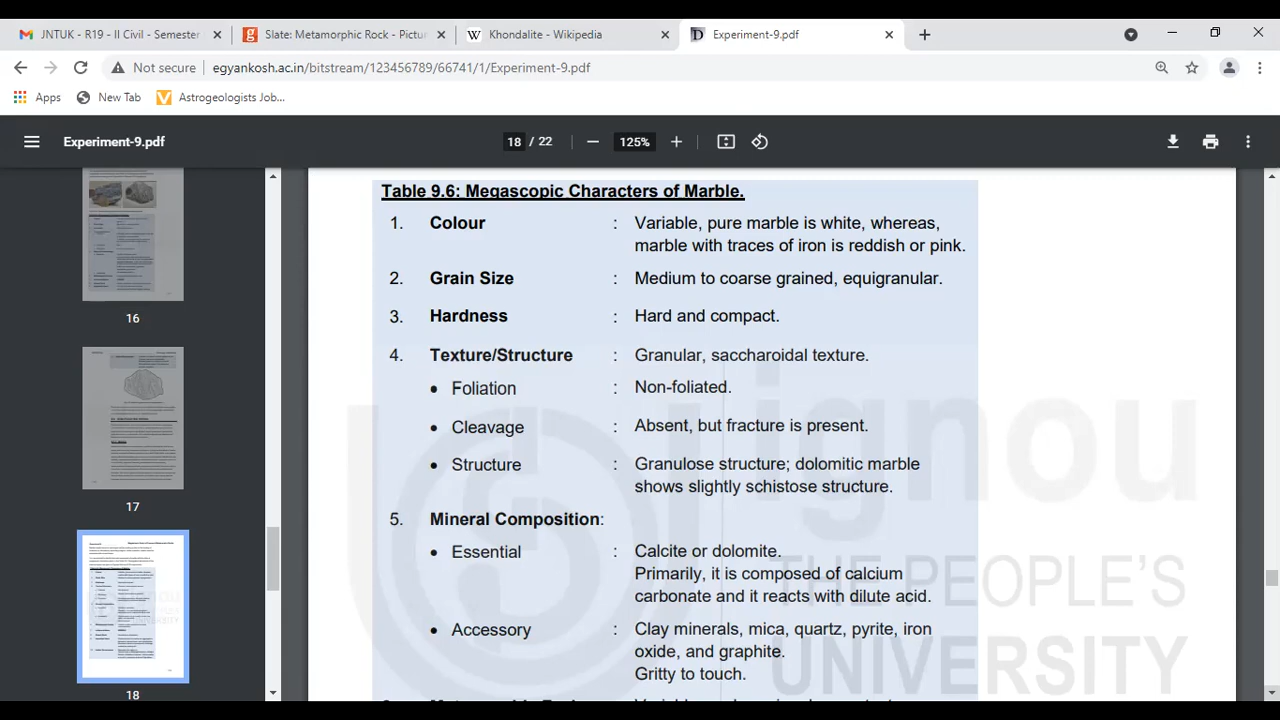 JNTUK - R19 - II Civil - Semester
Slate: Metamorphic Rock - Pictur
Khondalite - Wikipedia
Experiment-9.pdf
Not secure
egyankosh.ac.in/bitstream/123456789/66741/1/Experiment-9.pdf
Apps
New Tab
Astrogeologists Job...
Experiment-9.pdf
18 / 22
125%
16
17
18
Table 9.6: Megascopic Characters of Marble.
1. Colour : Variable, pure marble is white, whereas,
marble with traces of iron is reddish or pink.
2. Grain Size : Medium to coarse grained, equigranular.
3. Hardness : Hard and compact.
4. Texture/Structure : Granular, saccharoidal texture.
• Foliation : Non-foliated.
• Cleavage : Absent, but fracture is present.
• Structure : Granulose structure; dolomitic marble
shows slightly schistose structure.
5. Mineral Composition:
• Essential : Calcite or dolomite.
Primarily, it is composed of calcium
carbonate and it reacts with dilute acid.
• Accessory : Clay minerals, mica, quartz, pyrite, iron
oxide, and graphite.
Gritty to touch.
ignou
THE PEOPLE'S
UNIVERSITY